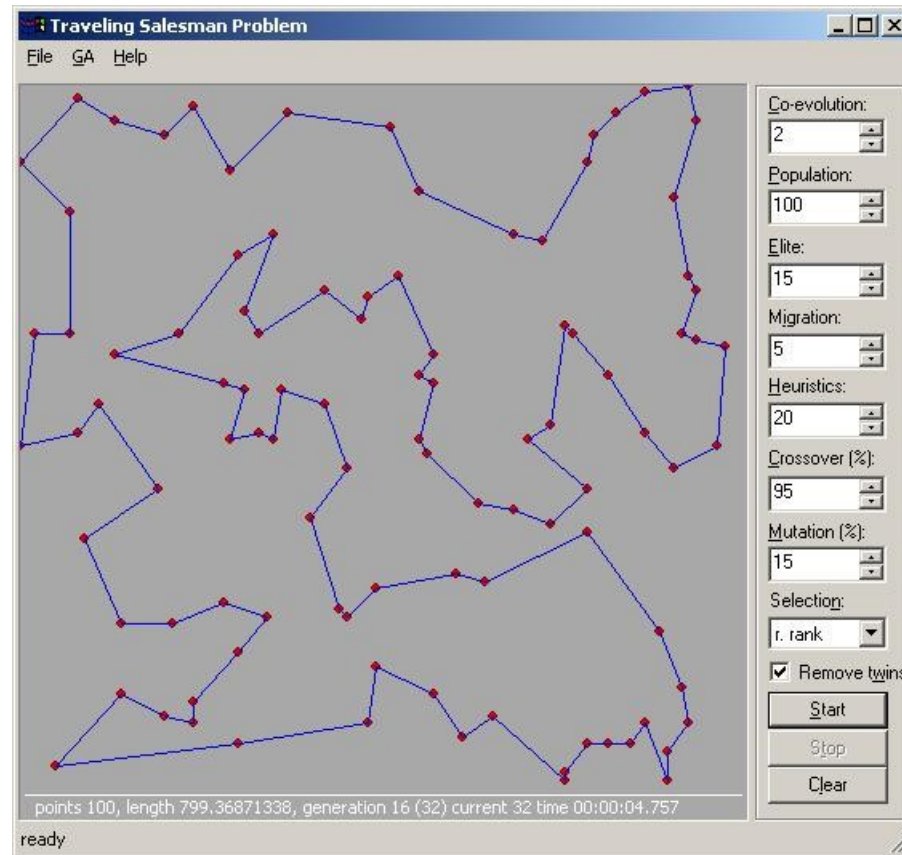 Traveling Salesman Problem
File GA Help
Co-evolution:
2
Population:
100
Elite:
15
Migration:
5
Heuristics:
20
Crossover (%):
95
Mutation (%):
15
Selection:
r. rank
Remove twins
Start
Stop
Clear
points 100, length 799.36871338, generation 16 (32) current 32 time 00:00:04.757
ready